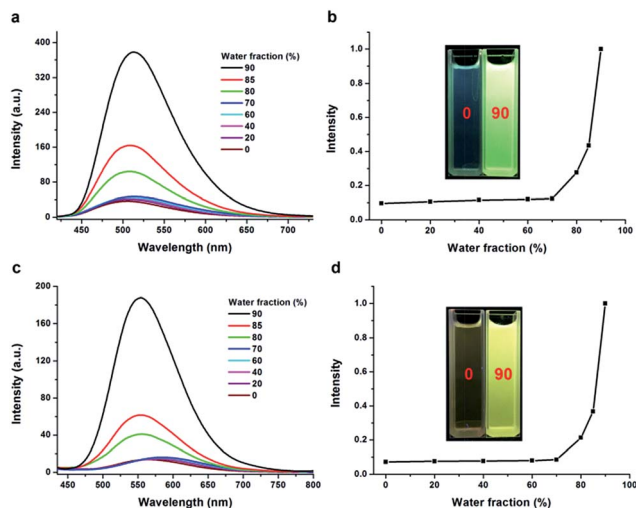 a
400
320
240
160
80
0
Intensity (a.u.)
450 500 550 600 650 700
Wavelength (nm)
Water fraction (%)
90
85
80
70
60
40
20
0
b
1.0
0.8
0.6
0.4
0.2
0.0
Intensity
0 20 40 60 80 100
Water fraction (%)
0 90
c
200
160
120
80
40
0
Intensity (a.u.)
450 500 550 600 650 700 750 800
Wavelength (nm)
Water fraction (%)
90
85
80
70
60
40
20
0
d
1.0
0.8
0.6
0.4
0.2
0.0
Intensity
0 20 40 60 80 100
Water fraction (%)
0 90